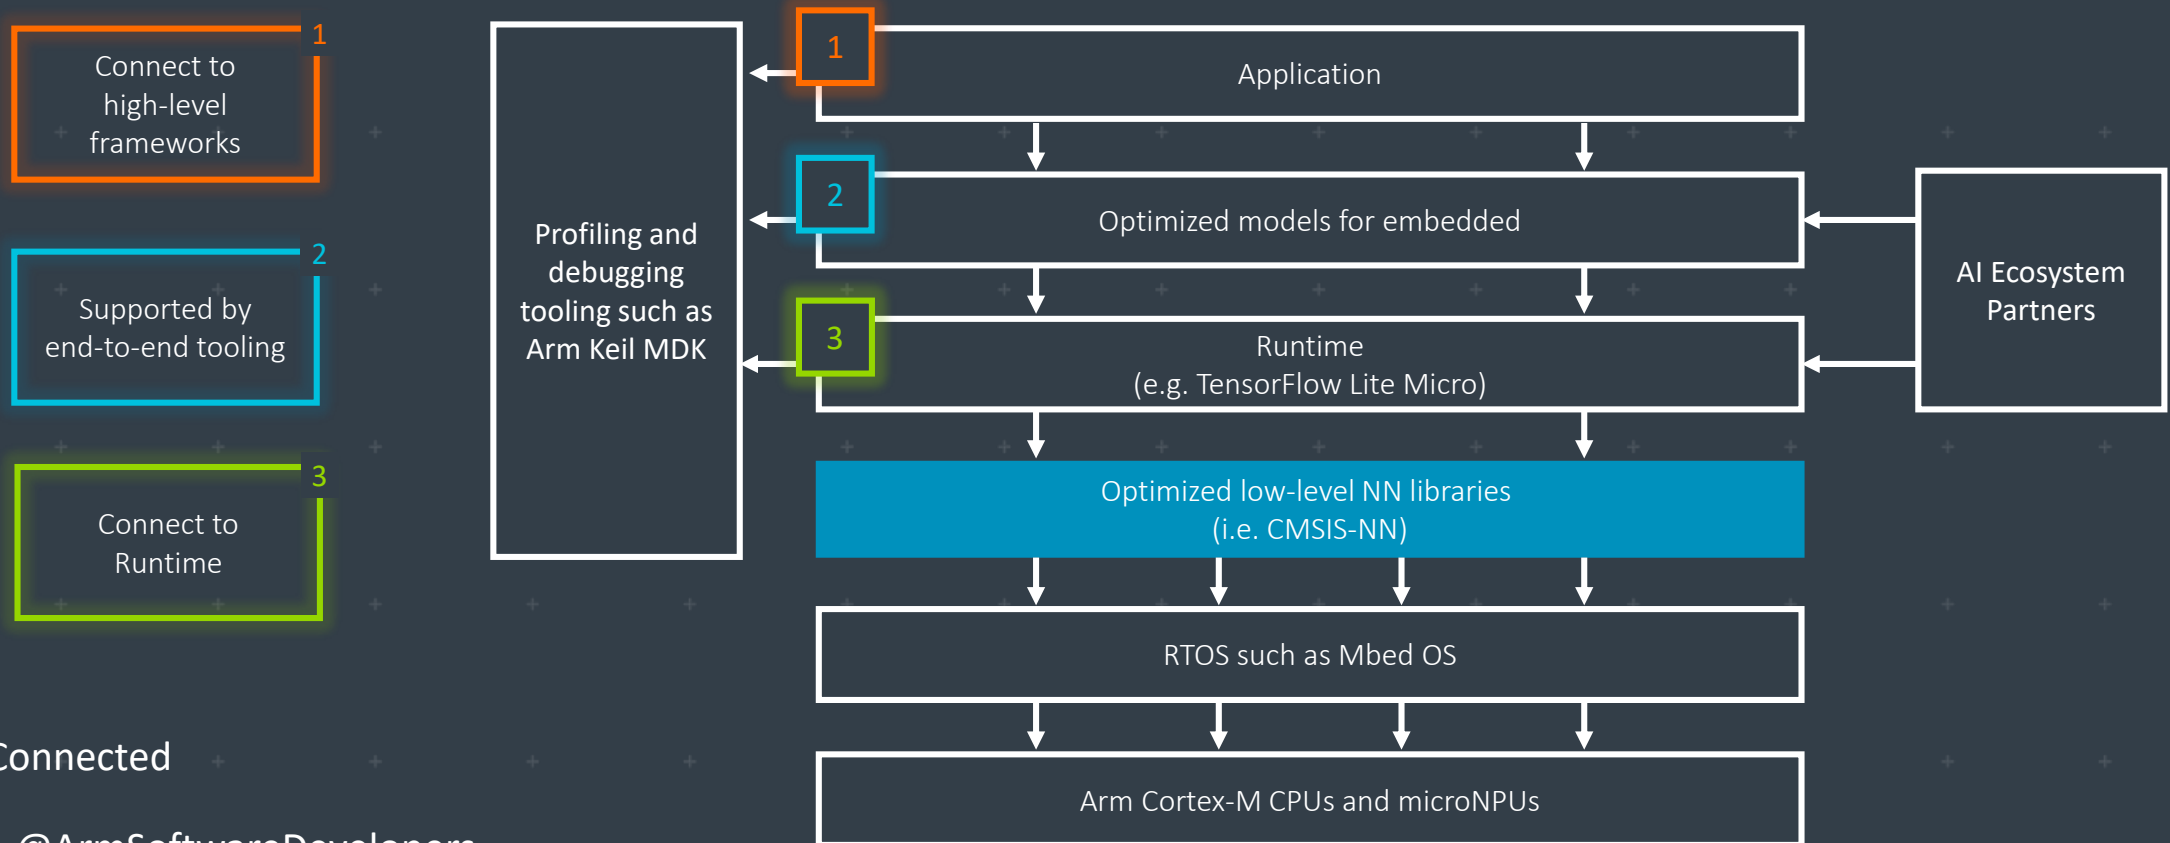 1
Connect to
high-level
frameworks
2
Supported by
end-to-end tooling
3
Connect to
Runtime
Profiling and
debugging
tooling such as
Arm Keil MDK
1
Application
2
Optimized models for embedded
3
Runtime
(e.g. TensorFlow Lite Micro)
Optimized low-level NN libraries
(i.e. CMSIS-NN)
RTOS such as Mbed OS
Arm Cortex-M CPUs and microNPUs
AI Ecosystem
Partners
Connected
@ArmSoftwareDevelopers